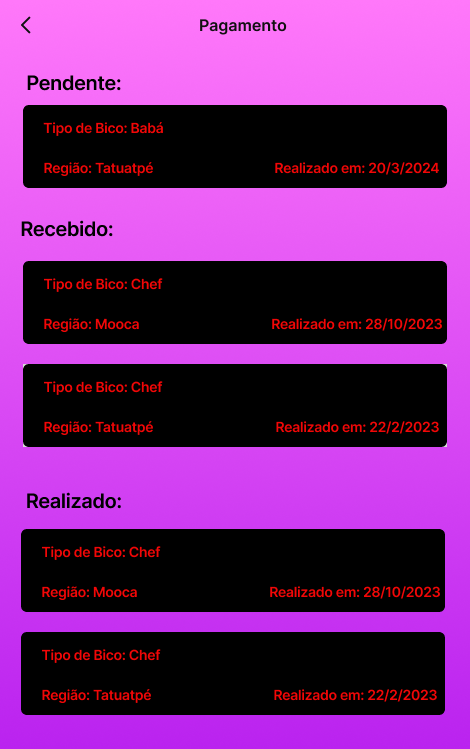 Pagamento
Pendente:
Tipo de Bico: Babá
Região: Tatuatpé Realizado em: 20/3/2024
Recebido:
Tipo de Bico: Chef
Região: Mooca Realizado em: 28/10/2023
Tipo de Bico: Chef
Região: Tatuatpé Realizado em: 22/2/2023
Realizado:
Tipo de Bico: Chef
Região: Mooca Realizado em: 28/10/2023
Tipo de Bico: Chef
Região: Tatuatpé Realizado em: 22/2/2023